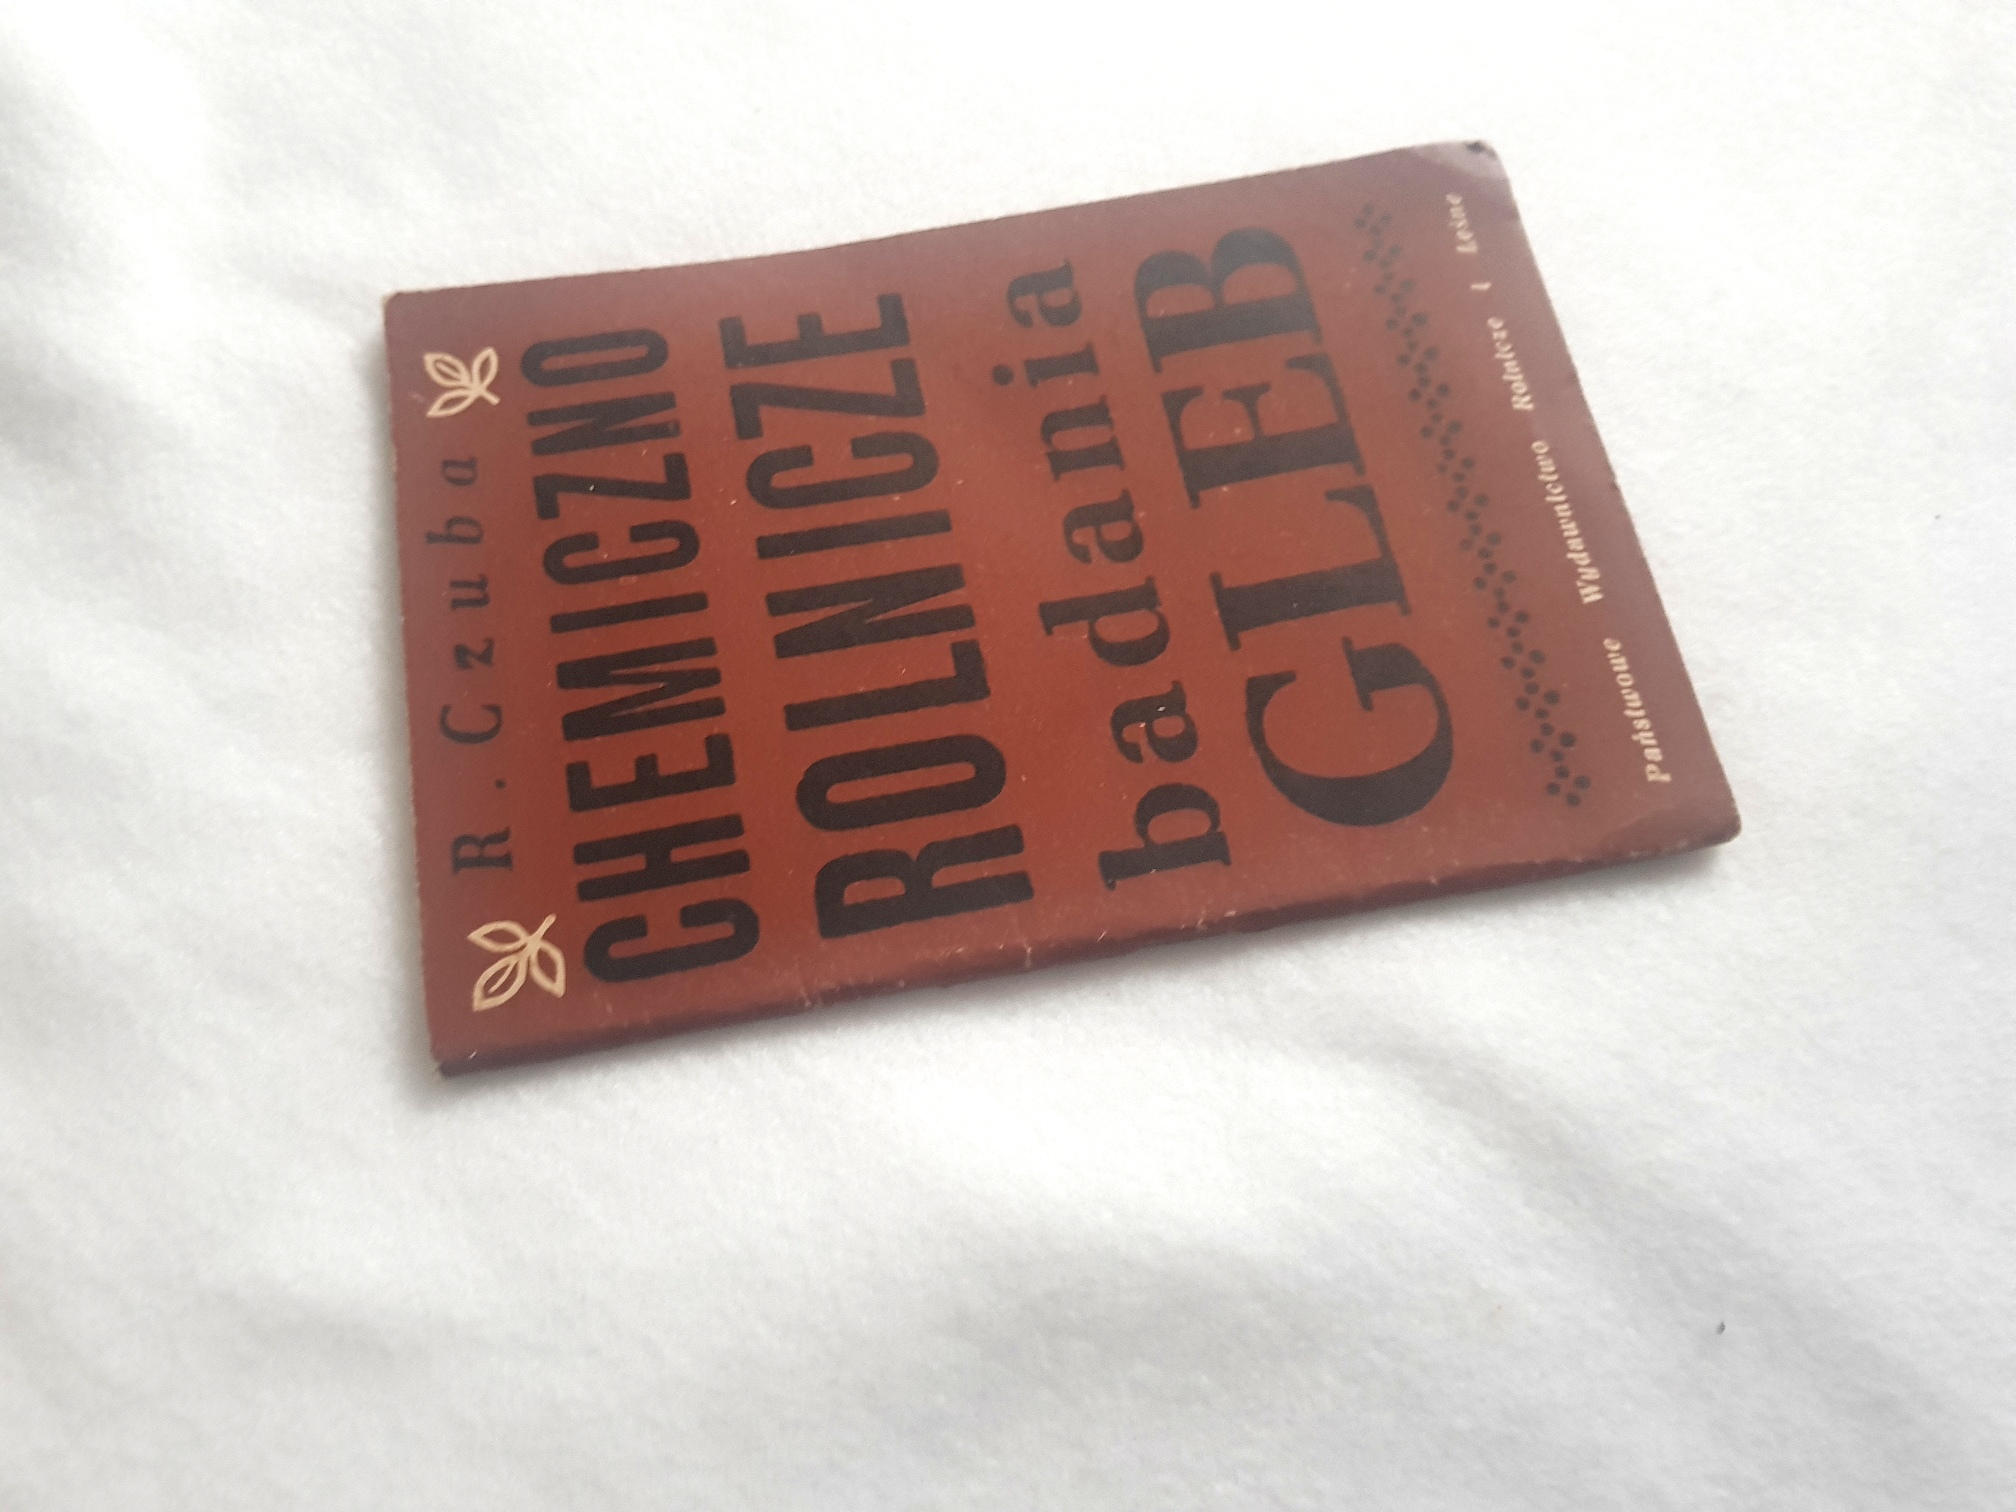 R. Czuba
CHEMICZNO
ROLNICZE
badania
GLEB
Państwowe Wydawnictwo Rolnicze i Leśne